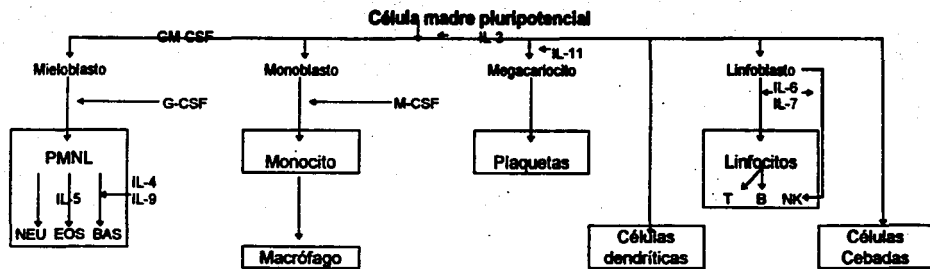 Célula madre pluripotencial
GM-CSF
IL-3
IL-11
Mieloblasto
Monoblasto
Megacariocito
Linfoblasto
G-CSF
M-CSF
IL-6
IL-7
PMNL
Monocito
Plaquetas
Linfocitos
IL-5
IL-4
IL-9
T B NK
NEU EOS BAS
Macrófago
Células
dendríticas
Células
Cebadas